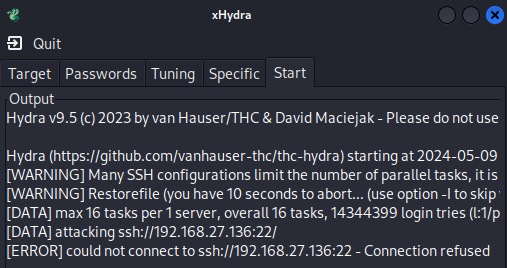 xHydra
Quit
Target Passwords Tuning Specific Start
Output
Hydra v9.5 (c) 2023 by van Hauser/THC & David Maciejak - Please do not use
Hydra (https://github.com/vanhauser-thc/thc-hydra) starting at 2024-05-09
[WARNING] Many SSH configurations limit the number of parallel tasks, it is
[WARNING] Restorefile (you have 10 seconds to abort... (use option -I to skip
[DATA] max 16 tasks per 1 server, overall 16 tasks, 14344399 login tries (l:1/p
[DATA] attacking ssh://192.168.27.136:22/
[ERROR] could not connect to ssh://192.168.27.136:22 - Connection refused